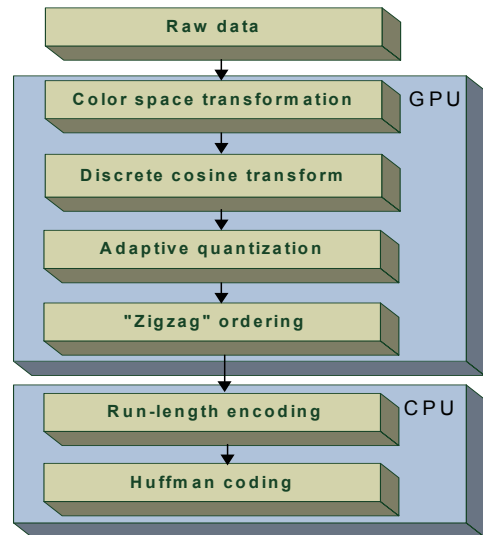 Raw data
Color space transformation
GPU
Discrete cosine transform
Adaptive quantization
"Zigzag" ordering
Run-length encoding
CPU
Huffman coding